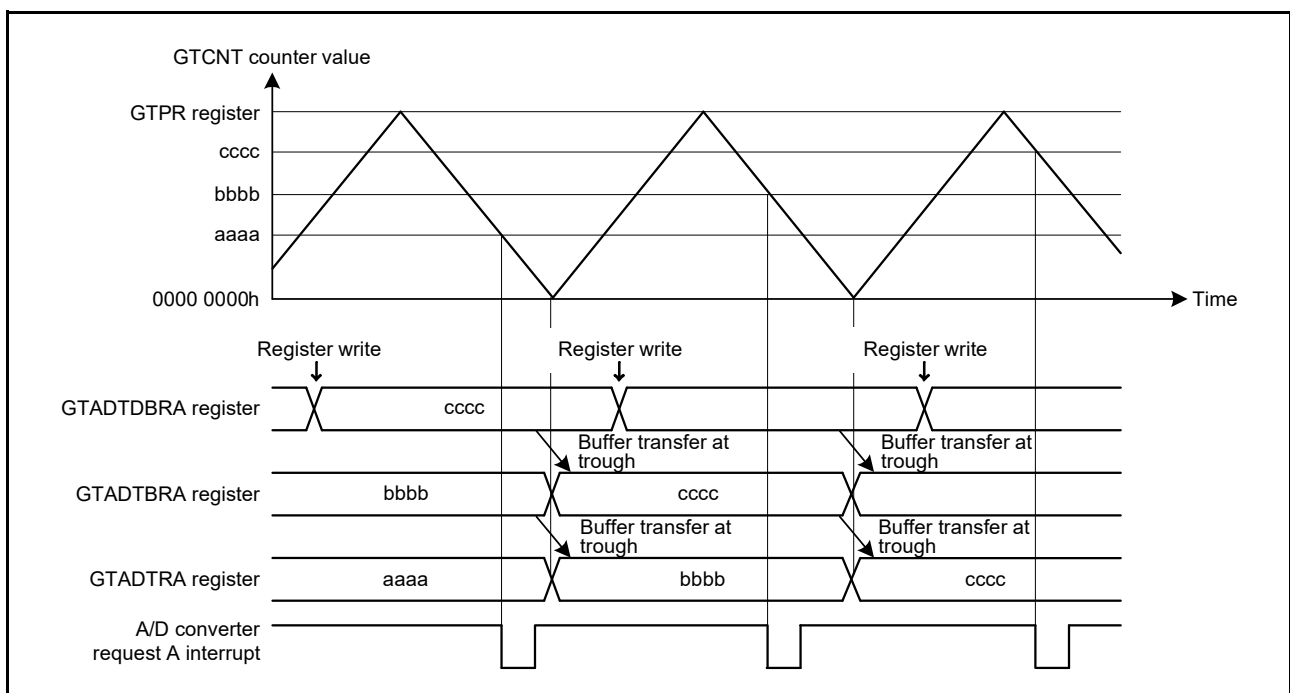 GTCNT counter value
GTPR register
cccc
bbbb
aaaa
0000 0000h
Time
Register write
Register write
Register write
GTADTDBRA register
cccc
Buffer transfer at
trough
Buffer transfer at
trough
GTADTBRA register
bbbb
cccc
Buffer transfer at
trough
Buffer transfer at
trough
GTADTRA register
aaaa
bbbb
cccc
A/D converter
request A interrupt